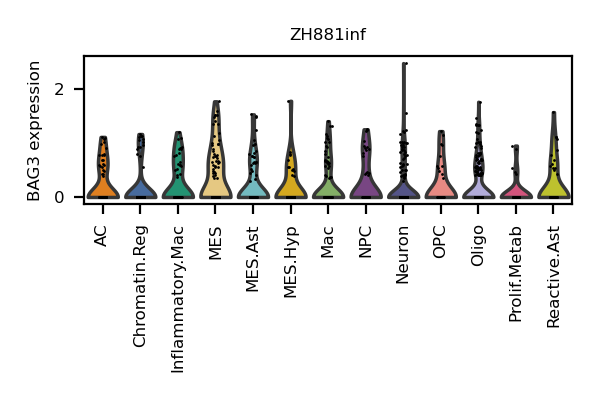 ZH881inf
BAG3 expression
2
0
AC
Chromatin.Reg
Inflammatory.Mac
MES
MES.Ast
MES.Hyp
Mac
NPC
Neuron
OPC
Oligo
Prolif.Metab
Reactive.Ast